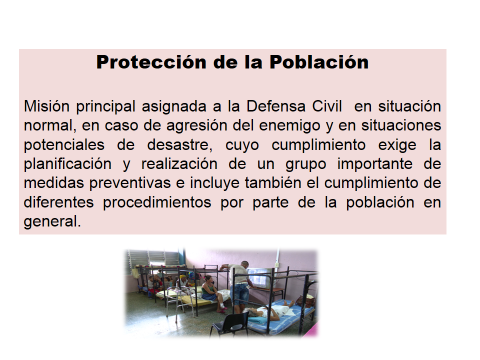 Protección de la Población
Misión principal asignada a la Defensa Civil en situación
normal, en caso de agresión del enemigo y en situaciones
potenciales de desastre, cuyo cumplimiento exige la
planificación y realización de un grupo importante de
medidas preventivas e incluye también el cumplimiento de
diferentes procedimientos por parte de la población en
general.